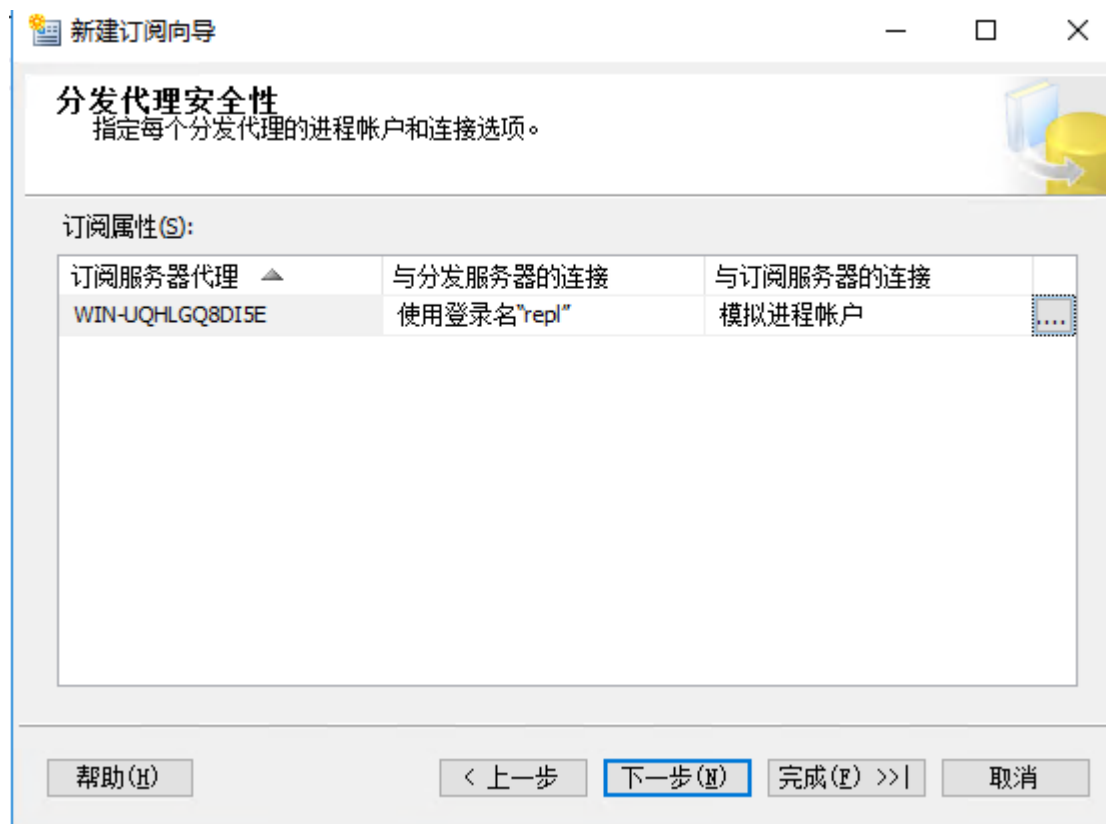 新建订阅向导
分发代理安全性
指定每个分发代理的进程帐户和连接选项。
订阅属性(S):
订阅服务器代理 与分发服务器的连接 与订阅服务器的连接
WIN-UQHLGQ8DI5E 使用登录名“repl” 模拟进程帐户 ....
帮助(H) < 上一步 下一步(N) 完成(F) >>| 取消